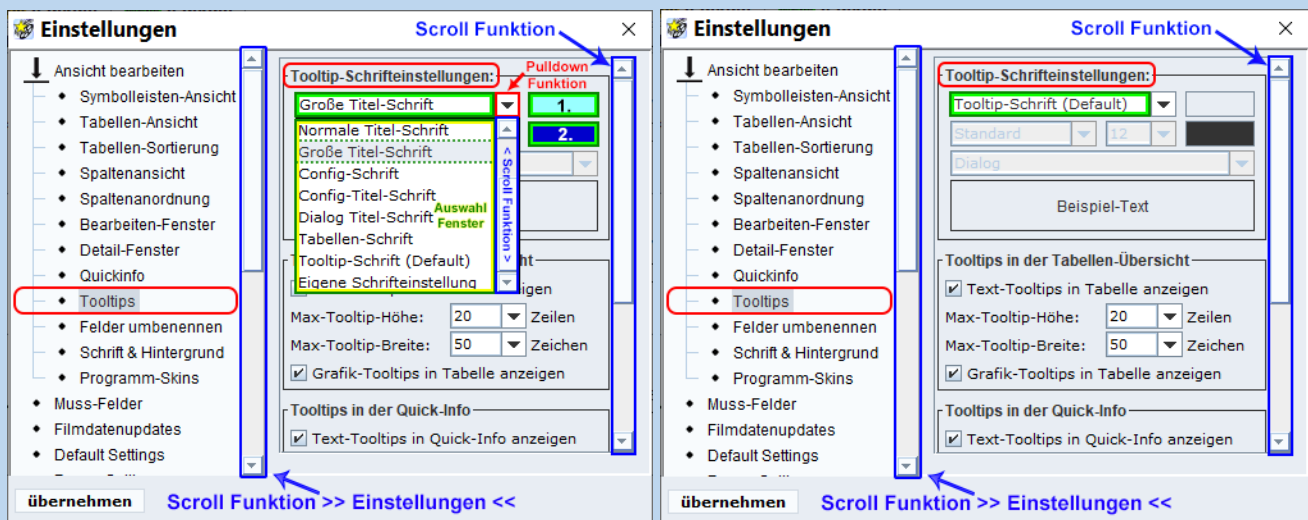 Einstellungen
Scroll Funktion
Ansicht bearbeiten
Symbolleisten-Ansicht
Tabellen-Ansicht
Tabellen-Sortierung
Spaltenansicht
Spaltenanordnung
Bearbeiten-Fenster
Detail-Fenster
Quickinfo
Tooltips
Felder umbenennen
Schrift & Hintergrund
Programm-Skins
Muss-Felder
Filmdatenupdates
Default Settings
Tooltip-Schrifteinstellungen:
Pulldown
Funktion
Große Titel-Schrift
1.
2.
Normale Titel-Schrift
Große Titel-Schrift
Config-Schrift
Config-Titel-Schrift
Dialog Titel-Schrift
Tabellen-Schrift
Tooltip-Schrift (Default)
Eigene Schrifteinstellung
Auswahl
Fenster
< Scroll Funktion >
Max-Tooltip-Höhe: 20 Zeilen
Max-Tooltip-Breite: 50 Zeichen
Grafik-Tooltips in Tabelle anzeigen
Tooltips in der Quick-Info
Text-Tooltips in Quick-Info anzeigen
übernehmen
Scroll Funktion >> Einstellungen <<
Einstellungen
Scroll Funktion
Ansicht bearbeiten
Symbolleisten-Ansicht
Tabellen-Ansicht
Tabellen-Sortierung
Spaltenansicht
Spaltenanordnung
Bearbeiten-Fenster
Detail-Fenster
Quickinfo
Tooltips
Felder umbenennen
Schrift & Hintergrund
Programm-Skins
Muss-Felder
Filmdatenupdates
Default Settings
Tooltip-Schrifteinstellungen:
Tooltip-Schrift (Default)
Standard 12
Dialog
Beispiel-Text
Tooltips in der Tabellen-Übersicht
Text-Tooltips in Tabelle anzeigen
Max-Tooltip-Höhe: 20 Zeilen
Max-Tooltip-Breite: 50 Zeichen
Grafik-Tooltips in Tabelle anzeigen
Tooltips in der Quick-Info
Text-Tooltips in Quick-Info anzeigen
übernehmen
Scroll Funktion >> Einstellungen <<